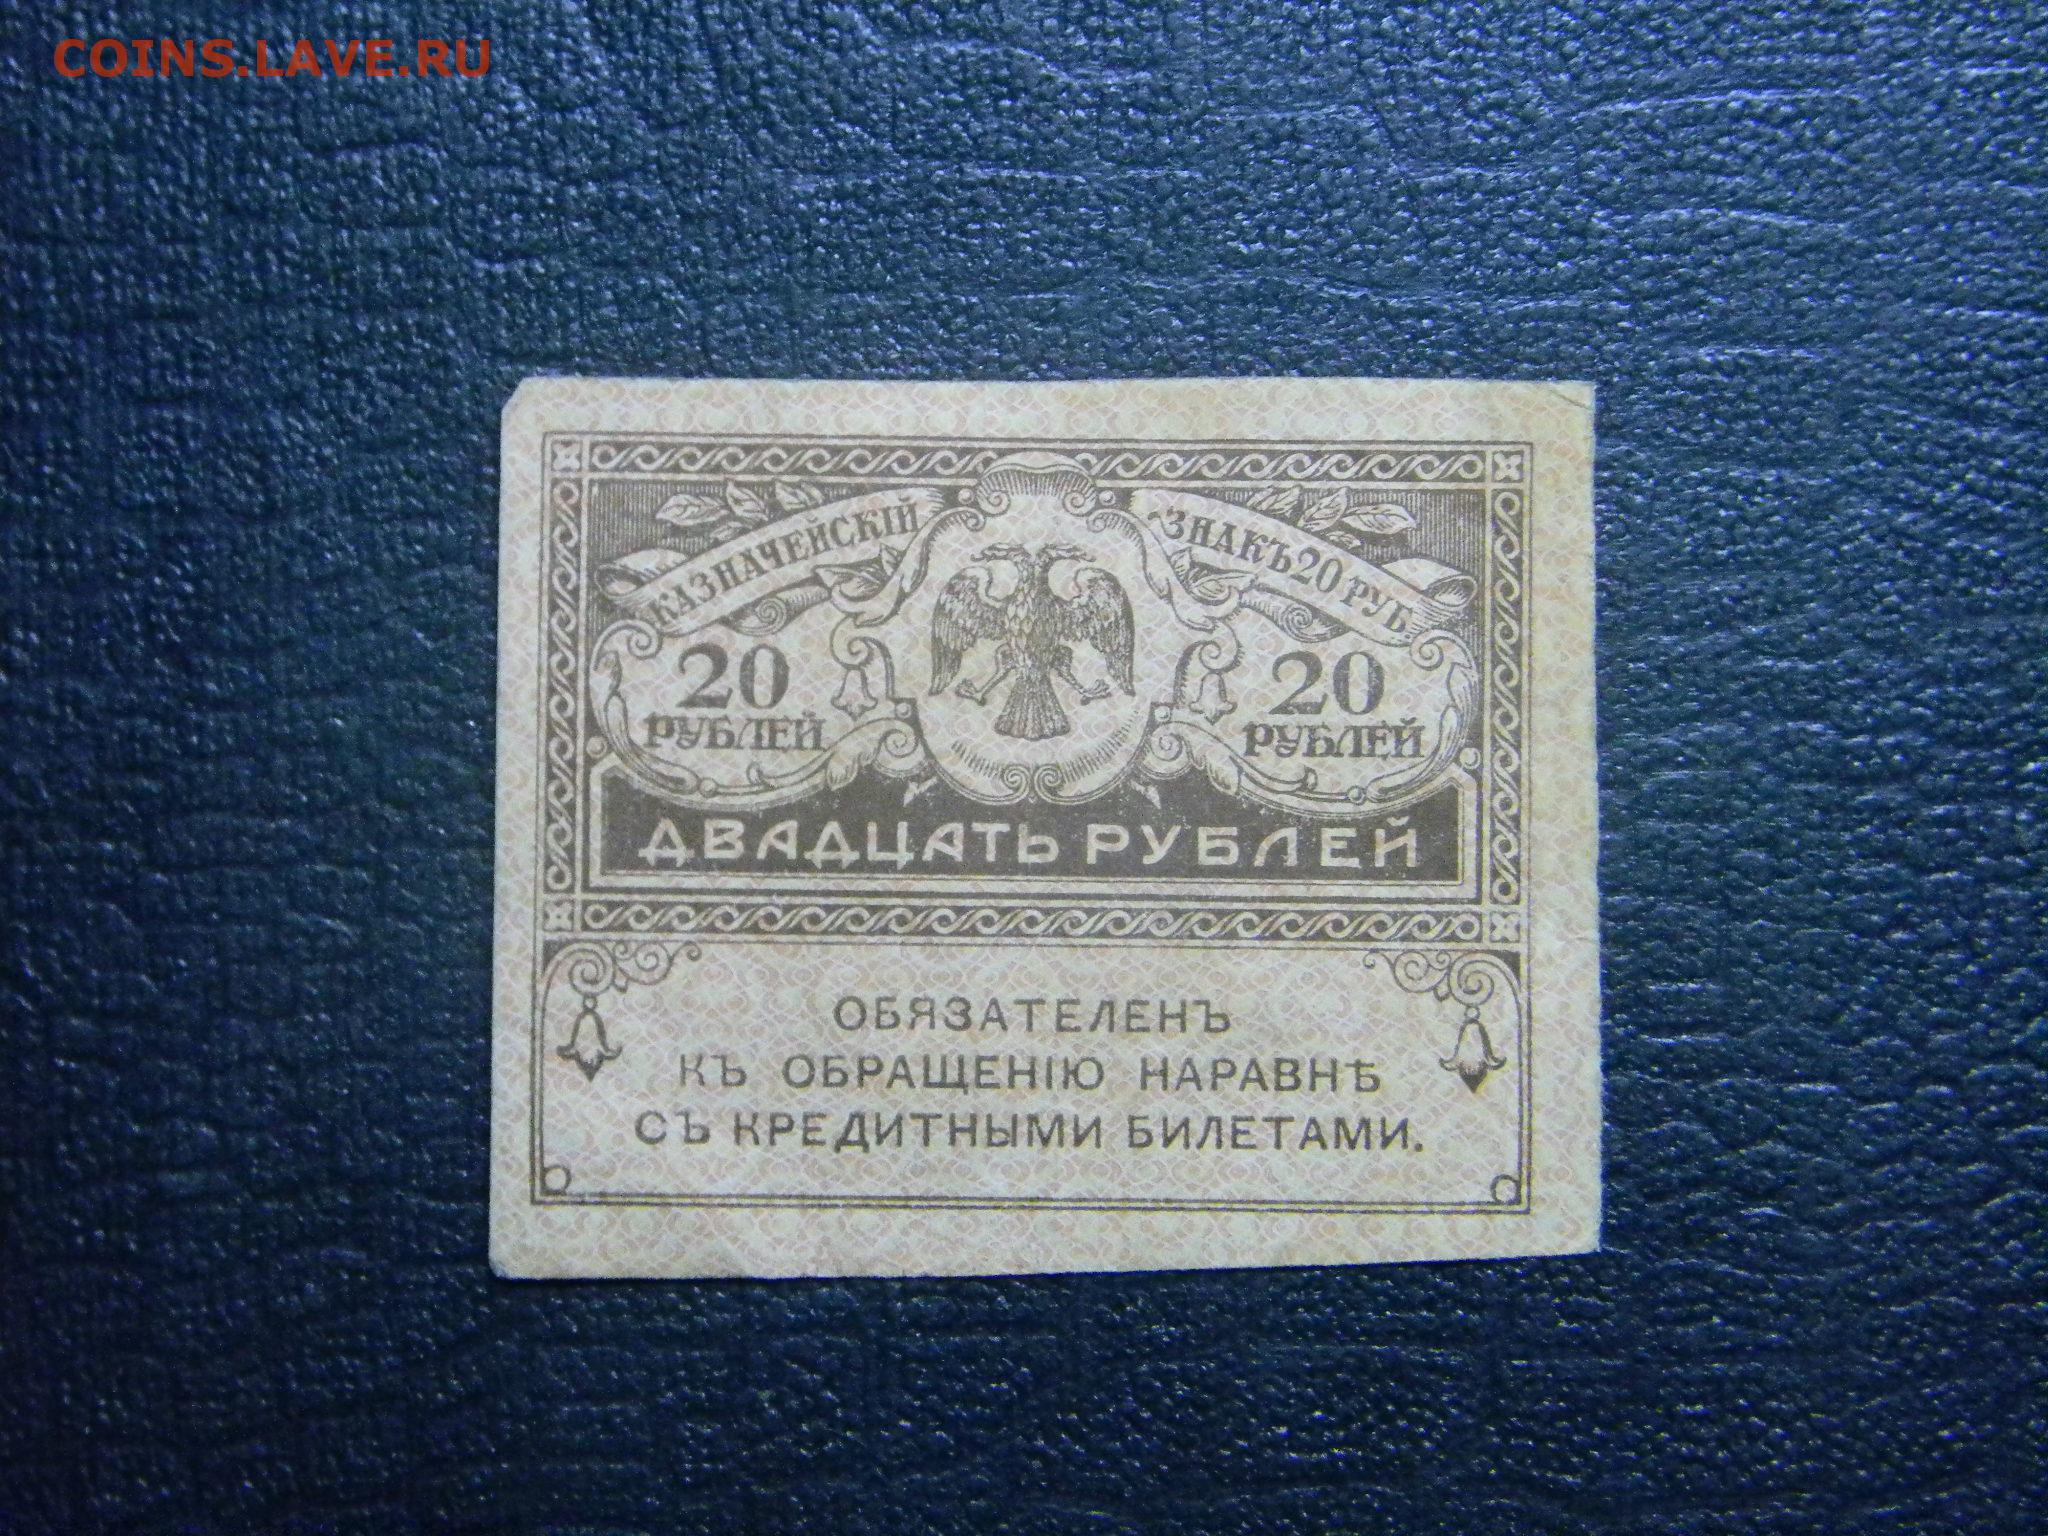 COINS.LAVE.RU
КАЗНАЧЕЙСКІЙ ЗНАКЪ 20 РУБ.
20 20
РУБЛЕЙ РУБЛЕЙ
ДВАДЦАТЬ РУБЛЕЙ
ОБЯЗАТЕЛЕНЪ
КЪ ОБРАЩЕНІЮ НАРАВНѢ
СЪ КРЕДИТНЫМИ БИЛЕТАМИ.